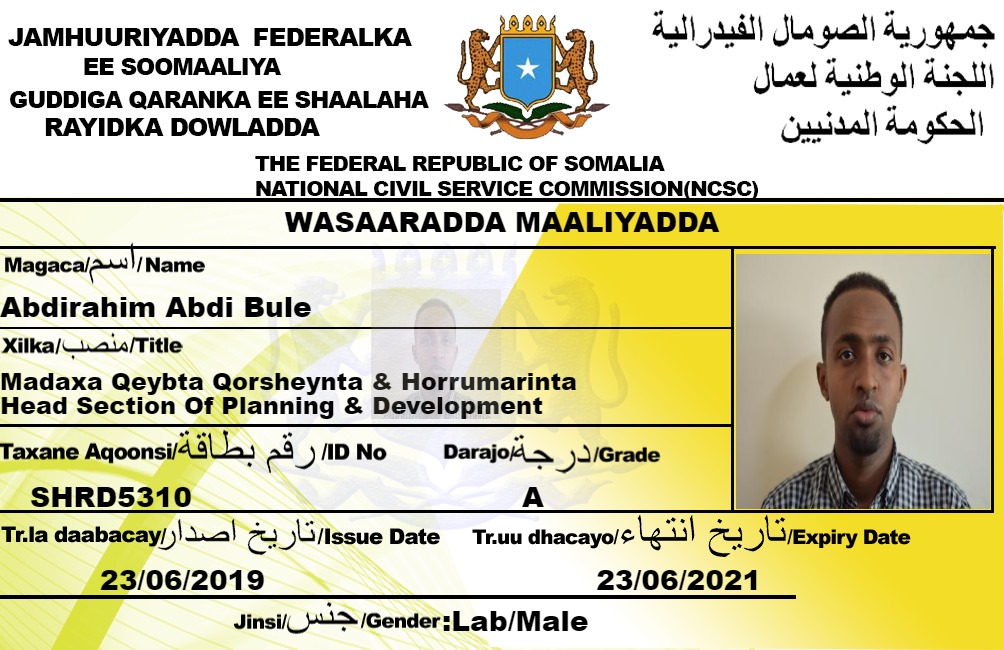 JAMHUURIYADDA FEDERALKA
EE SOOMAALIYA
GUDDIGA QARANKA EE SHAALAHA
RAYIDKA DOWLADDA
جمهورية الصومال الفيدرالية
اللجنة الوطنية لعمال
الحكومة المدنيين
THE FEDERAL REPUBLIC OF SOMALIA
NATIONAL CIVIL SERVICE COMMISSION(NCSC)
WASAARADDA MAALIYADDA
Magaca/اسم/Name
Abdirahim Abdi Bule
Xilka/منصب/Title
Madaxa Qeybta Qorsheynta & Horrumarinta
Head Section Of Planning & Development
Taxane Aqoonsi/رقم بطاقة/ID No
Darajo/درجة/Grade
SHRD5310
A
Tr.la daabacay/تاريخ اصدار/Issue Date
Tr.uu dhacayo/تاريخ انتهاء/Expiry Date
23/06/2019
23/06/2021
Jinsi/جنس/Gender:Lab/Male